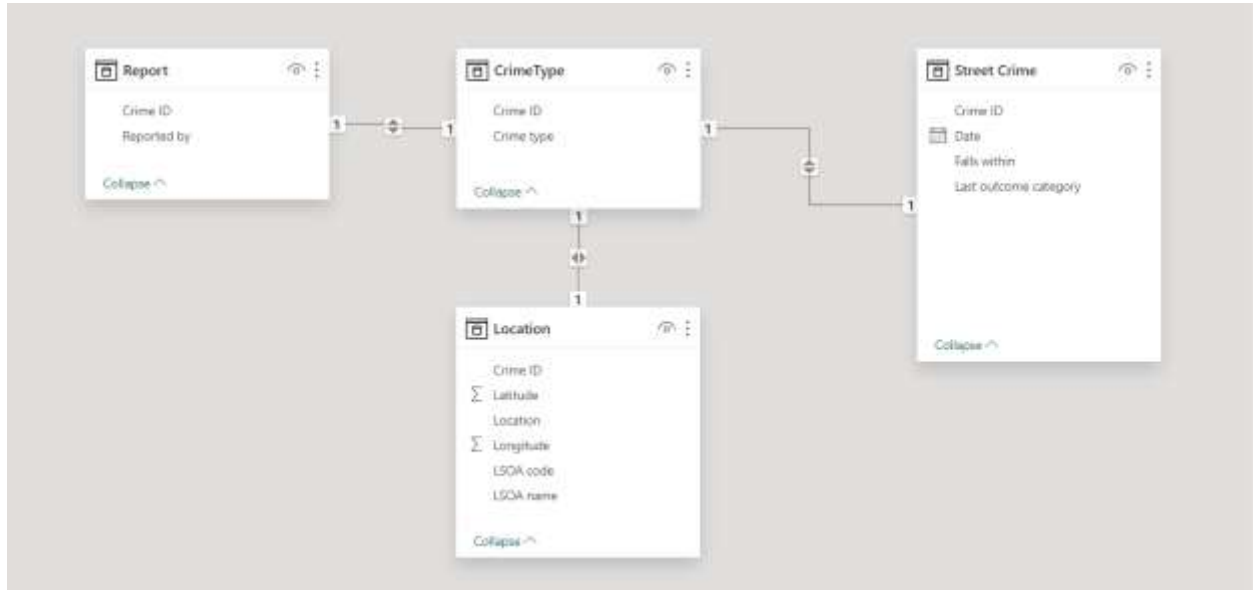 Report
Crime ID
Reported by
Collapse
1
1
CrimeType
Crime ID
Crime type
Collapse
1
1
Street Crime
Crime ID
Date
Falls within
Last outcome category
Collapse
1
1
Location
Crime ID
Latitude
Location
Longitude
LSOA code
LSOA name
Collapse